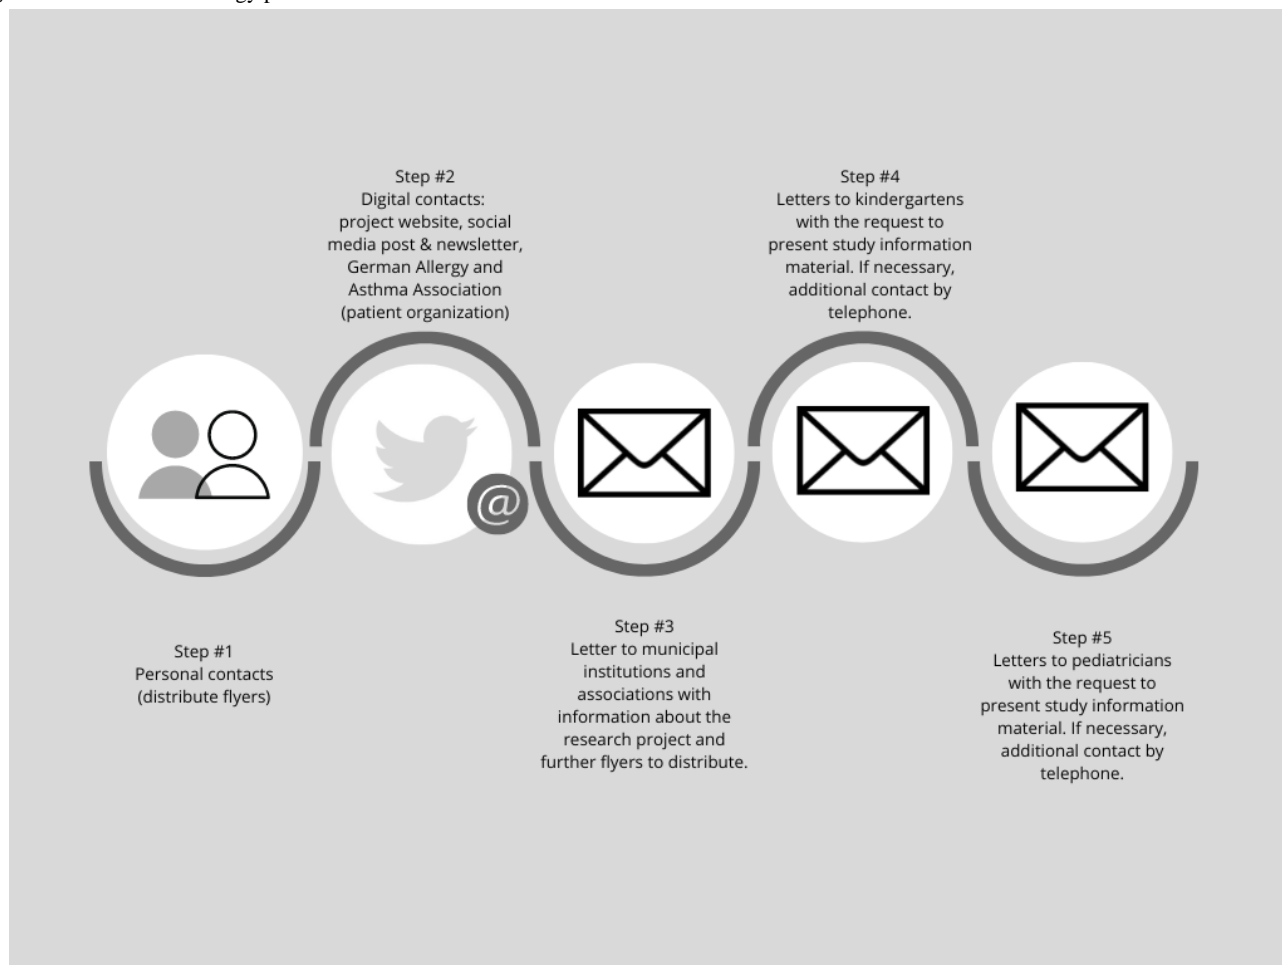 Step #1
Personal contacts
(distribute flyers)
Step #2
Digital contacts:
project website, social
media post & newsletter,
German Allergy and
Asthma Association
(patient organization)
@
Step #3
Letter to municipal
institutions and
associations with
information about the
research project and
further flyers to distribute.
Step #4
Letters to kindergartens
with the request to
present study information
material. If necessary,
additional contact by
telephone.
Step #5
Letters to pediatricians
with the request to
present study information
material. If necessary,
additional contact by
telephone.